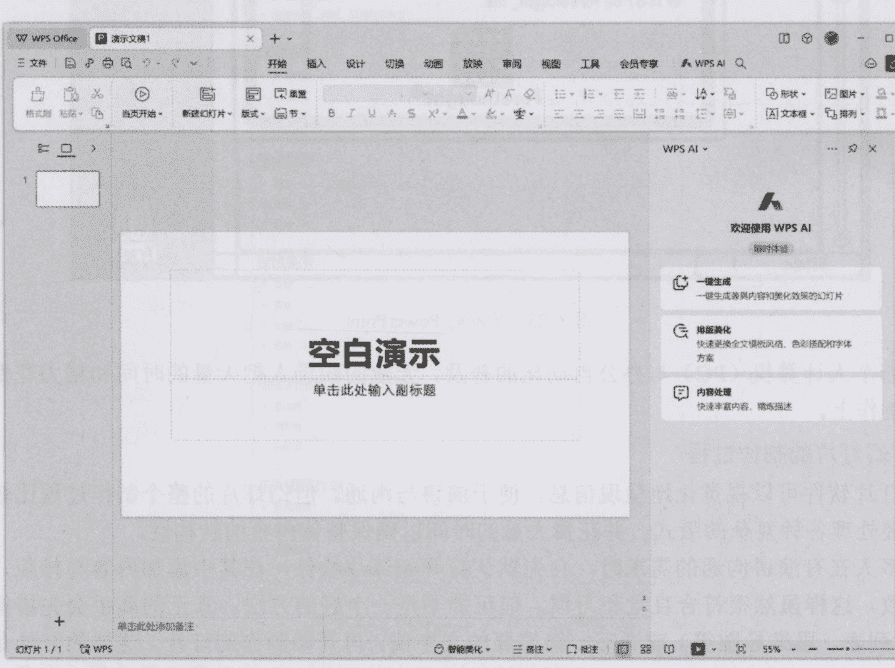 WPS Office 演示文稿1
文件 开始 插入 设计 切换 动画 放映 审阅 视图 工具 会员专享 WPS AI
格式刷 粘贴 当页开始 新建幻灯片 版式 重置 节 B I U A S X² A 形状 图片 文本框 排列
WPS AI
1
欢迎使用 WPS AI
限时体验
一键生成
一键生成兼具内容和美化效果的幻灯片
排版美化
快速更换全文模板风格、色彩搭配和字体
方案
内容处理
快速丰富内容、精炼描述
空白演示
单击此处输入副标题
单击此处添加备注
幻灯片 1 / 1 WPS 智能美化 备注 批注 55%